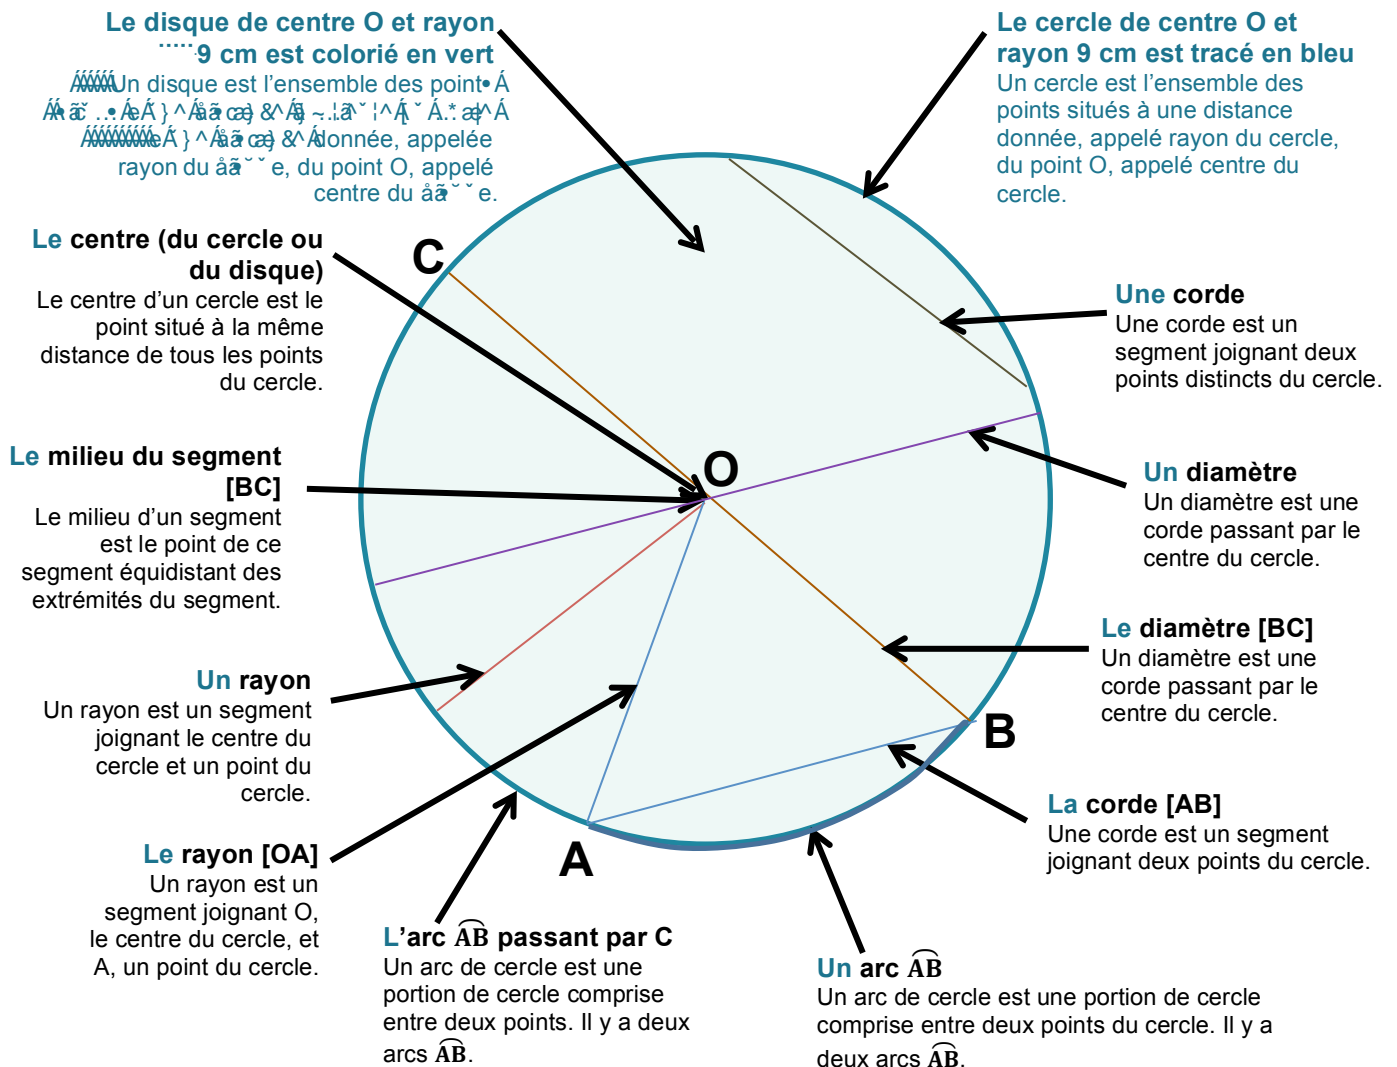 Le disque de centre O et rayon
9 cm est colorié en vert
Un disque est l'ensemble des point
donnée, appelée
rayon du
e, du point O, appelé
centre du
e.
Le cercle de centre O et
rayon 9 cm est tracé en bleu
Un cercle est l'ensemble des
points situés à une distance
donnée, appelé rayon du cercle,
du point O, appelé centre du
cercle.
Le centre (du cercle ou
du disque)
Le centre d'un cercle est le
point situé à la même
distance de tous les points
du cercle.
C
Une corde
Une corde est un
segment joignant deux
points distincts du cercle.
Le milieu du segment
[BC]
Le milieu d'un segment
est le point de ce
segment équidistant des
extrémités du segment.
O
Un diamètre
Un diamètre est une
corde passant par le
centre du cercle.
Le diamètre [BC]
Un diamètre est une
corde passant par le
centre du cercle.
Un rayon
Un rayon est un segment
joignant le centre du
cercle et un point du
cercle.
B
La corde [AB]
Une corde est un segment
joignant deux points du cercle.
Le rayon [OA]
Un rayon est un
segment joignant O,
le centre du cercle, et
A, un point du cercle.
A
L'arc A͡B passant par C
Un arc de cercle est une
portion de cercle comprise
entre deux points. Il y a deux
arcs A͡B.
Un arc A͡B
Un arc de cercle est une portion de cercle
comprise entre deux points du cercle. Il y a
deux arcs A͡B.